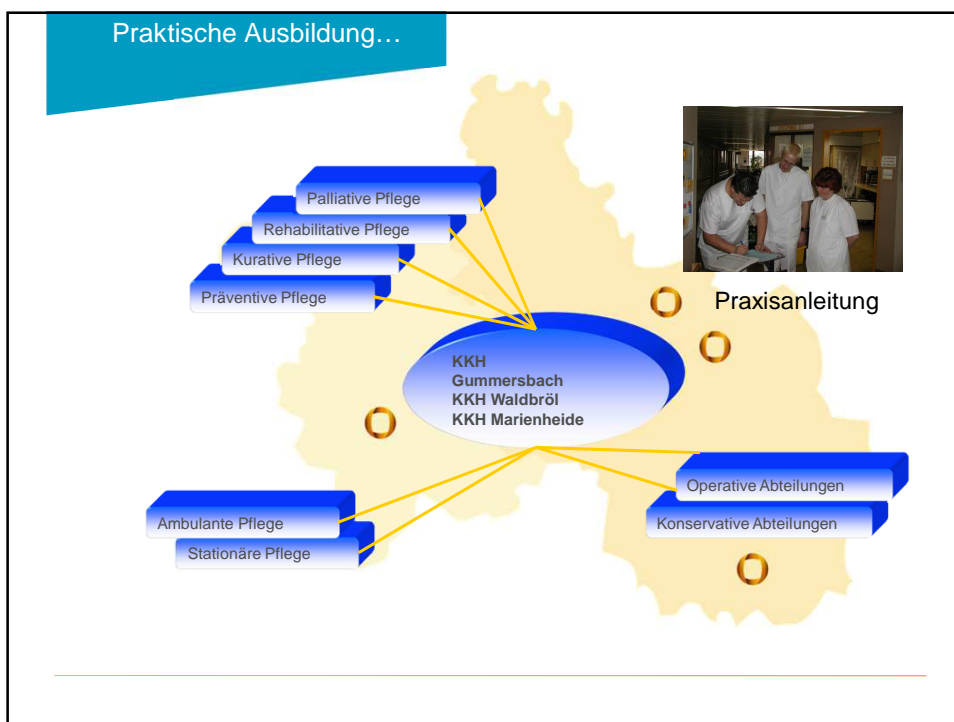 Praktische Ausbildung…
Palliative Pflege
Rehabilitative Pflege
Kurative Pflege
Präventive Pflege
Praxisanleitung
KKH
Gummersbach
KKH Waldbröl
KKH Marienheide
Operative Abteilungen
Konservative Abteilungen
Ambulante Pflege
Stationäre Pflege